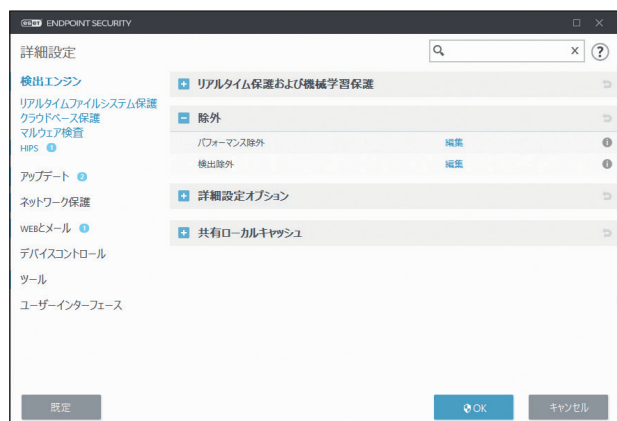 eset ENDPOINT SECURITY
詳細設定
x ?
検出エンジン
リアルタイムファイルシステム保護
クラウドベース保護
マルウェア検査
HIPS 1
アップデート 2
ネットワーク保護
WEBとメール 1
デバイスコントロール
ツール
ユーザーインターフェース
リアルタイム保護および機械学習保護
除外
パフォーマンス除外 編集
検出除外 編集
詳細設定オプション
共有ローカルキャッシュ
既定 OK キャンセル